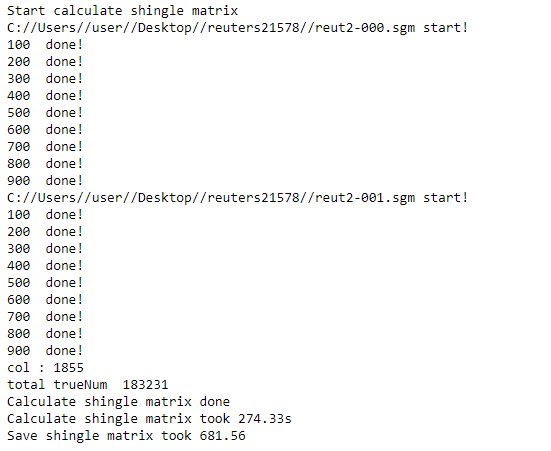 Start calculate shingle matrix
C://Users//user//Desktop//reuters21578//reut2-000.sgm start!
100  done!
200  done!
300  done!
400  done!
500  done!
600  done!
700  done!
800  done!
900  done!
C://Users//user//Desktop//reuters21578//reut2-001.sgm start!
100  done!
200  done!
300  done!
400  done!
500  done!
600  done!
700  done!
800  done!
900  done!
col : 1855
total trueNum  183231
Calculate shingle matrix done
Calculate shingle matrix took 274.33s
Save shingle matrix took 681.56